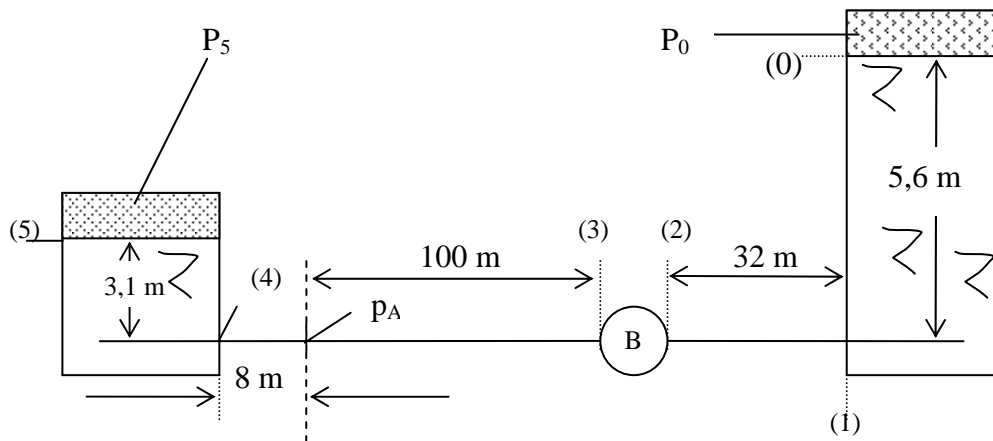 P5
P0
(0)
5,6 m
(5)
3,1 m
(4)
(3)
(2)
100 m
32 m
pA
B
8 m
(1)